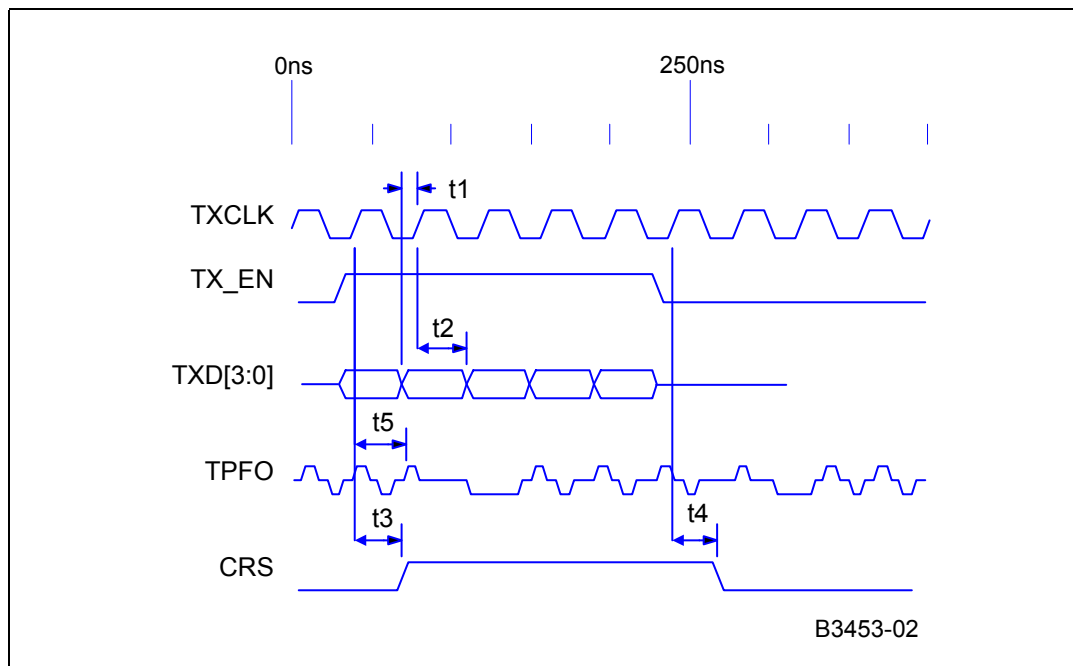 0ns 250ns
t1
TXCLK
TX_EN
t2
TXD[3:0]
t5
TPFO
t3 t4
CRS
B3453-02